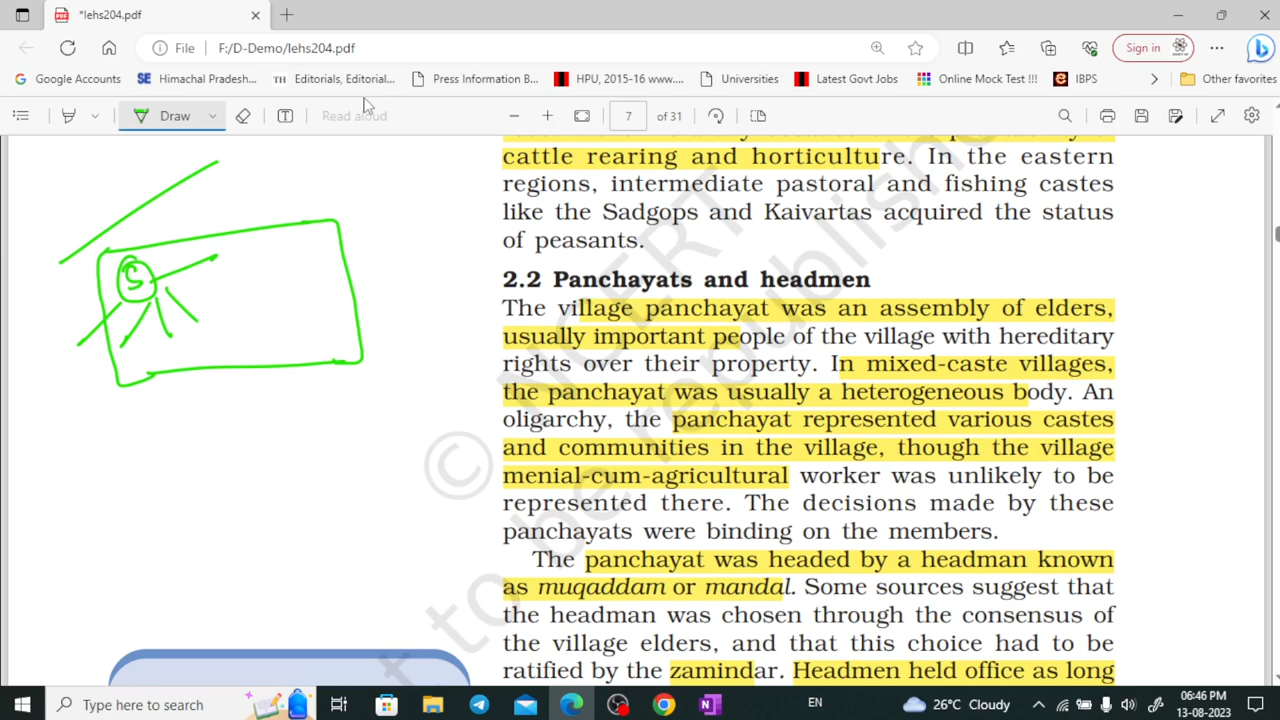 *lehs204.pdf
File F:/D-Demo/lehs204.pdf Sign in
Google Accounts SE Himachal Pradesh... TH Editorials, Editorial... Press Information B... HPU, 2015-16 www.... Universities Latest Govt Jobs Online Mock Test !!! IBPS Other favorites
Draw Read aloud 7 of 31
cattle rearing and horticulture. In the eastern
regions, intermediate pastoral and fishing castes
like the Sadgops and Kaivartas acquired the status
of peasants.
2.2 Panchayats and headmen
The village panchayat was an assembly of elders,
usually important people of the village with hereditary
rights over their property. In mixed-caste villages,
the panchayat was usually a heterogeneous body. An
oligarchy, the panchayat represented various castes
and communities in the village, though the village
menial-cum-agricultural worker was unlikely to be
represented there. The decisions made by these
panchayats were binding on the members.
The panchayat was headed by a headman known
as muqaddam or mandal. Some sources suggest that
the headman was chosen through the consensus of
the village elders, and that this choice had to be
ratified by the zamindar. Headmen held office as long
S
© NCERT
not to be republished
Type here to search EN 26°C Cloudy 06:46 PM
13-08-2023